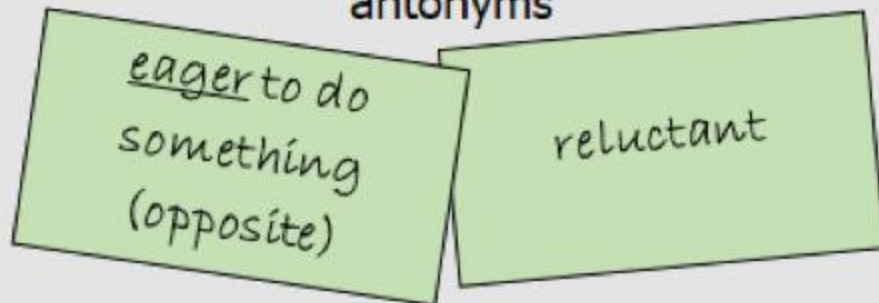 antonyms
eager to do
something
(opposite)
reluctant